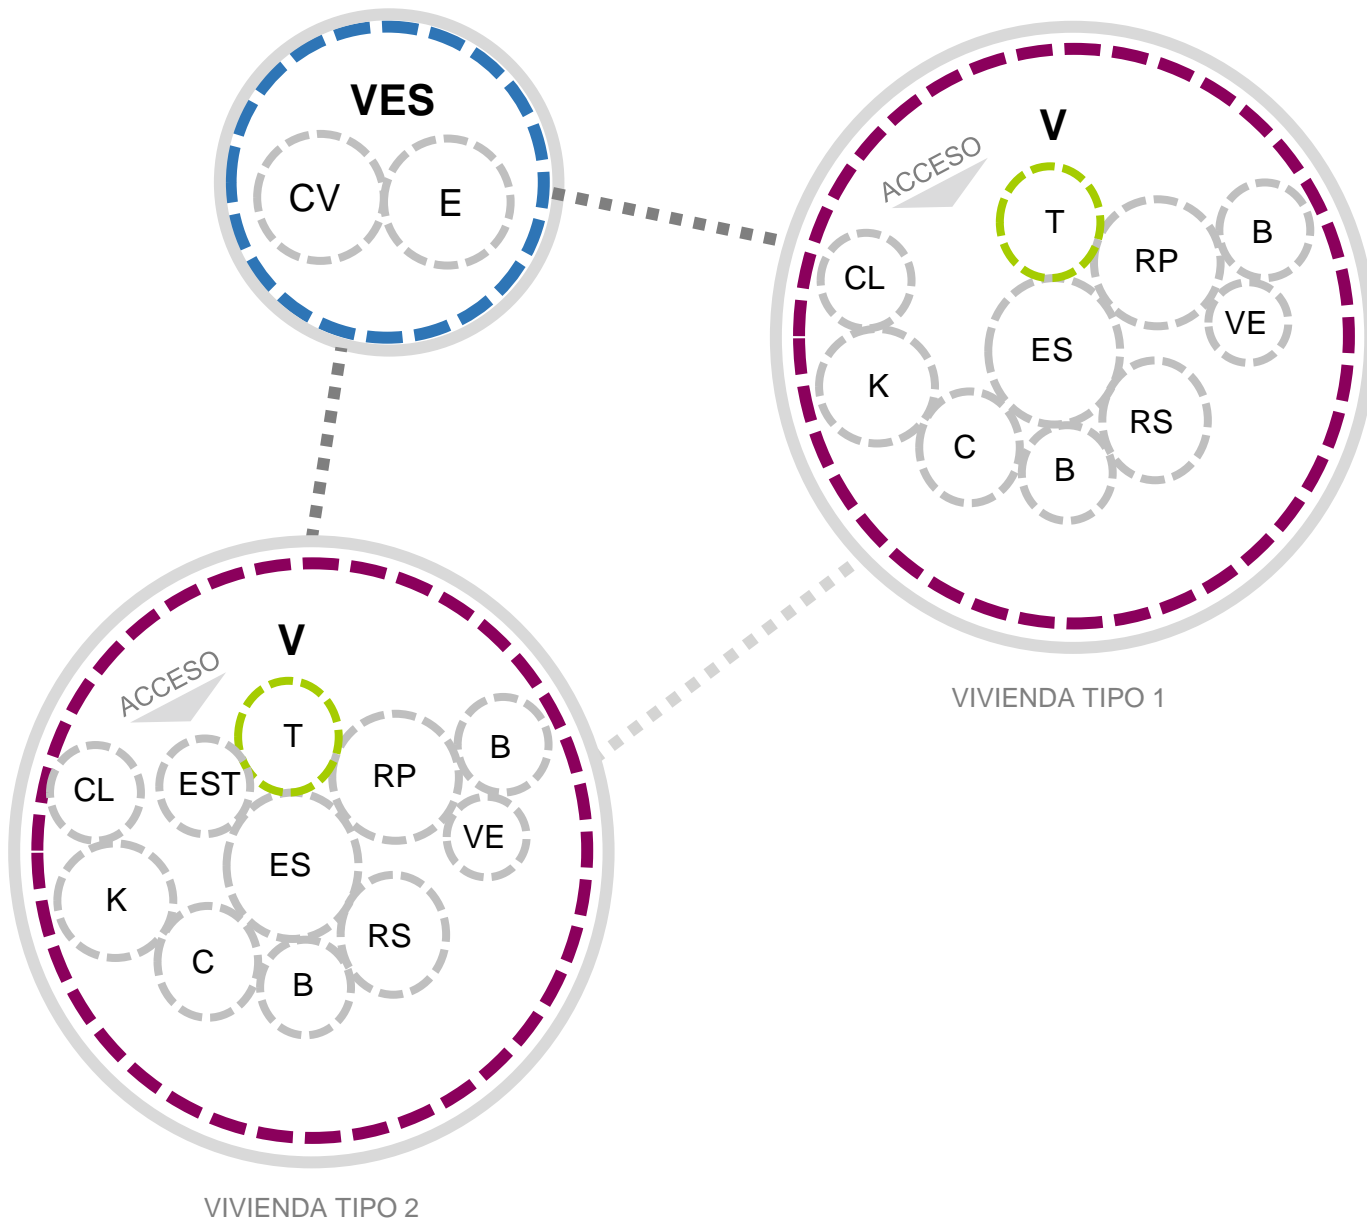 VES
CV
E
V
ACCESO
T
RP
B
CL
VE
ES
K
RS
C
B
VIVIENDA TIPO 1
V
ACCESO
T
B
RP
EST
CL
VE
ES
K
RS
C
B
VIVIENDA TIPO 2